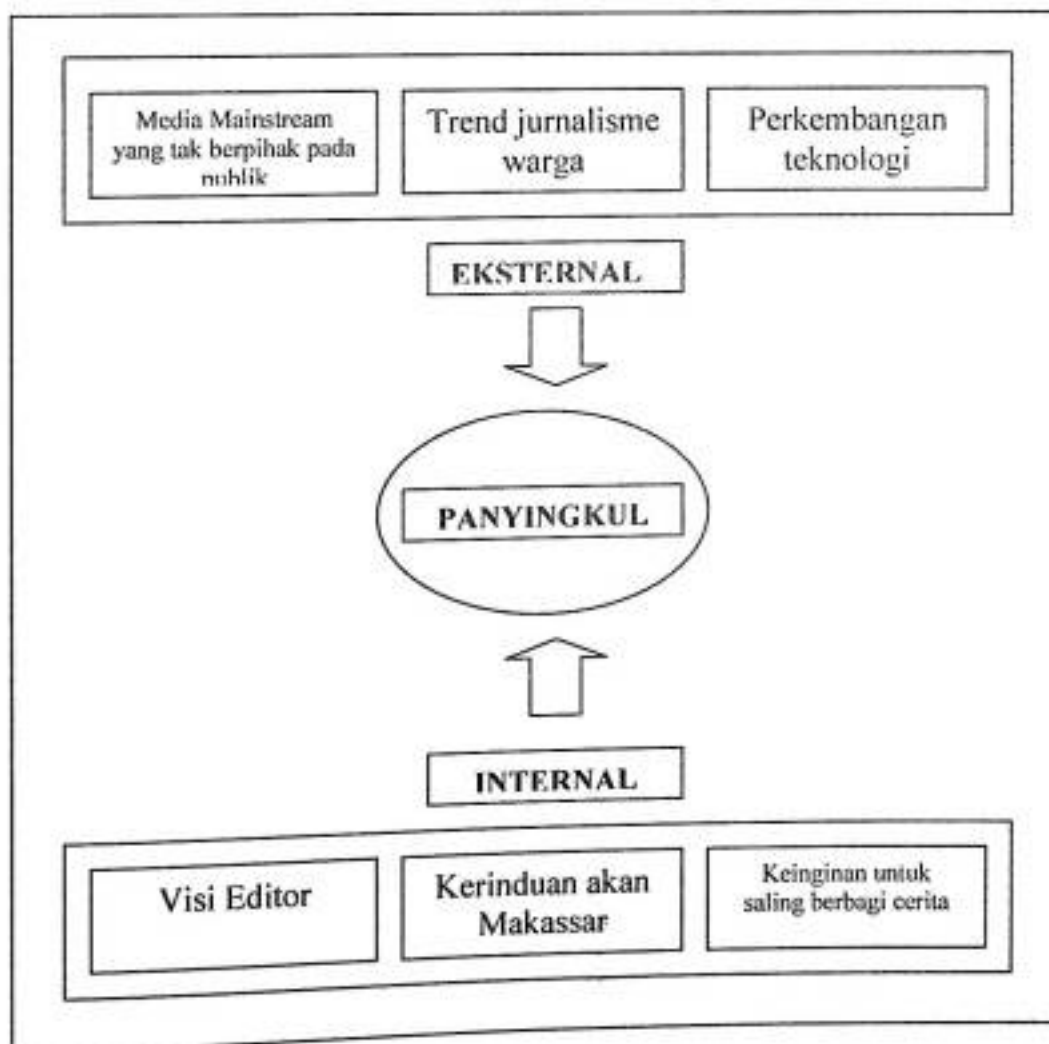 Media Mainstream
yang tak berpihak pada
publik
Trend jurnalisme
warga
Perkembangan
teknologi
EKSTERNAL
PANYINGKUL
INTERNAL
Visi Editor
Kerinduan akan
Makassar
Keinginan untuk
saling berbagi cerita